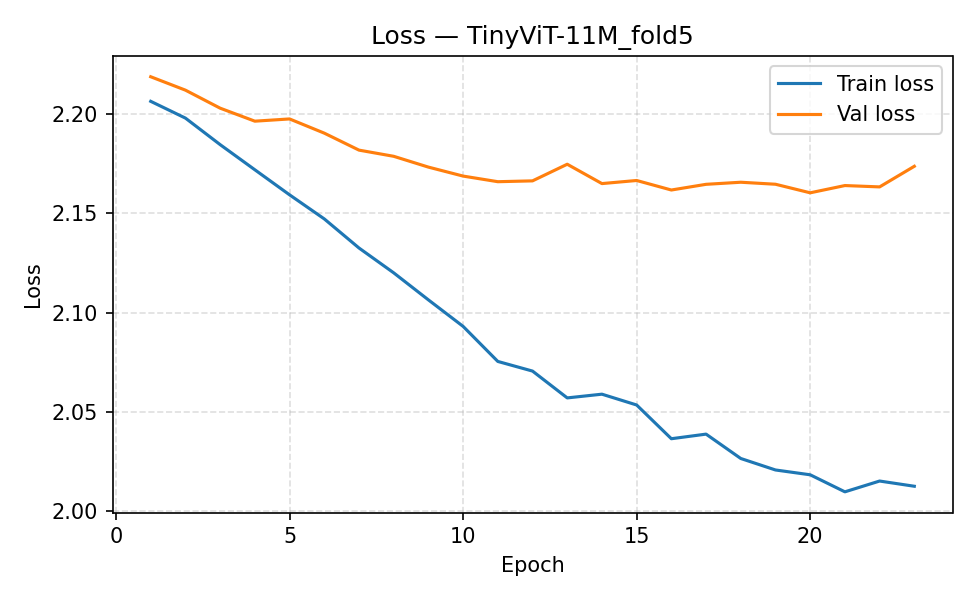 Loss — TinyViT-11M_fold5
Train loss
Val loss
2.20
2.15
2.10
2.05
2.00
Loss
0
5
10
15
20
Epoch